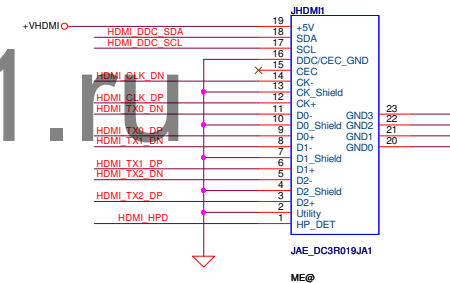 JHDMI1
+VHDMI
19 +5V
HDMI_DDC_SDA 18 SDA
HDMI_DDC_SCL 17 SCL
16 DDC/CEC_GND
15 CEC
HDMI_CLK_DN 14 CK-
13 CK_Shield
HDMI_CLK_DP 12 CK+
HDMI_TX0_DN 11 D0- GND3 23
10 D0_Shield GND2 22
HDMI_TX0_DP 9 D0+ GND1 21
HDMI_TX1_DN 8 D1- GND0 20
7 D1_Shield
HDMI_TX1_DP 6 D1+
HDMI_TX2_DN 5 D2-
4 D2_Shield
HDMI_TX2_DP 3 D2+
2 Utility
HDMI_HPD 1 HP_DET
JAE_DC3R019JA1
ME@
1.ru